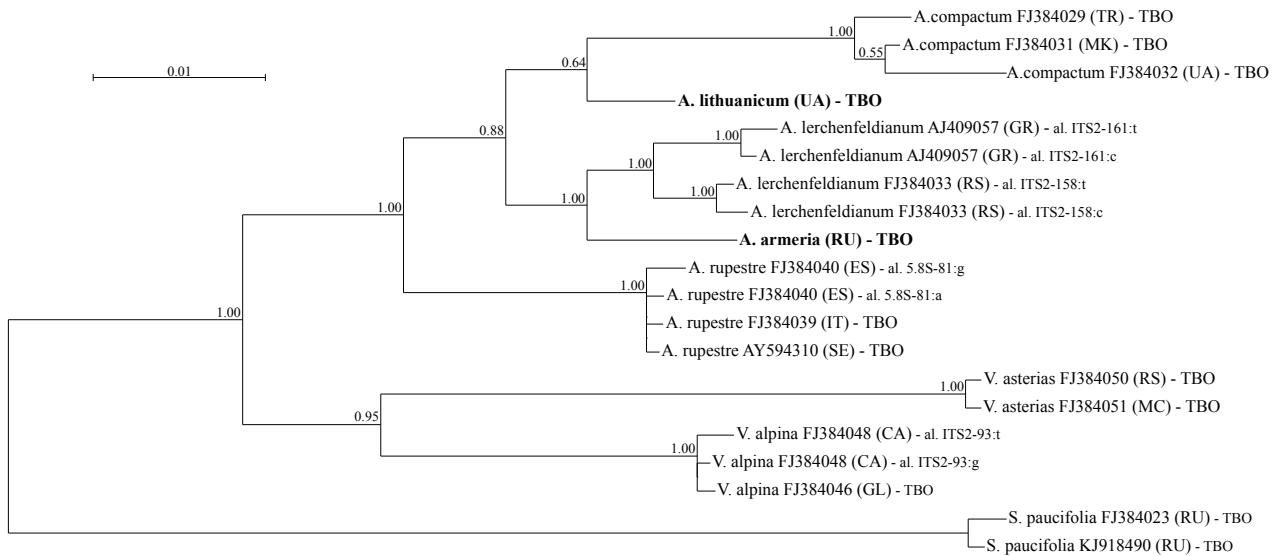 A.compactum FJ384029 (TR) - TBO
1.00
A.compactum FJ384031 (MK) - TBO
0.55
A.compactum FJ384032 (UA) - TBO
0.64
0.01
A. lithuanicum (UA) - TBO
0.88
A. lerchenfeldianum AJ409057 (GR) - al. ITS2-161:t
1.00
A. lerchenfeldianum AJ409057 (GR) - al. ITS2-161:c
1.00
A. lerchenfeldianum FJ384033 (RS) - al. ITS2-158:t
1.00
1.00
A. lerchenfeldianum FJ384033 (RS) - al. ITS2-158:c
1.00
A. armeria (RU) - TBO
A. rupestre FJ384040 (ES) - al. 5.8S-81:g
1.00
A. rupestre FJ384040 (ES) - al. 5.8S-81:a
1.00
A. rupestre FJ384039 (IT) - TBO
A. rupestre AY594310 (SE) - TBO
V. asterias FJ384050 (RS) - TBO
1.00
V. asterias FJ384051 (MC) - TBO
0.95
V. alpina FJ384048 (CA) - al. ITS2-93:t
1.00
V. alpina FJ384048 (CA) - al. ITS2-93:g
V. alpina FJ384046 (GL) - TBO
S. paucifolia FJ384023 (RU) - TBO
S. paucifolia KJ918490 (RU) - TBO